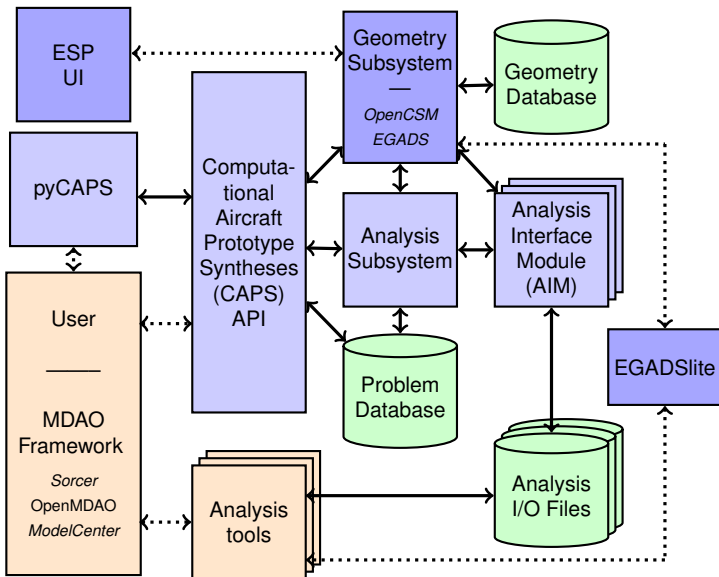 ESP
UI
Geometry
Subsystem
OpenCSM
EGADS
Geometry
Database
pyCAPS
Computa-
tional
Aircraft
Prototype
Syntheses
(CAPS)
API
Analysis
Subsystem
Analysis
Interface
Module
(AIM)
User
MDAO
Framework
Sorcer
OpenMDAO
ModelCenter
Problem
Database
EGADSlite
Analysis
tools
Analysis
I/O Files